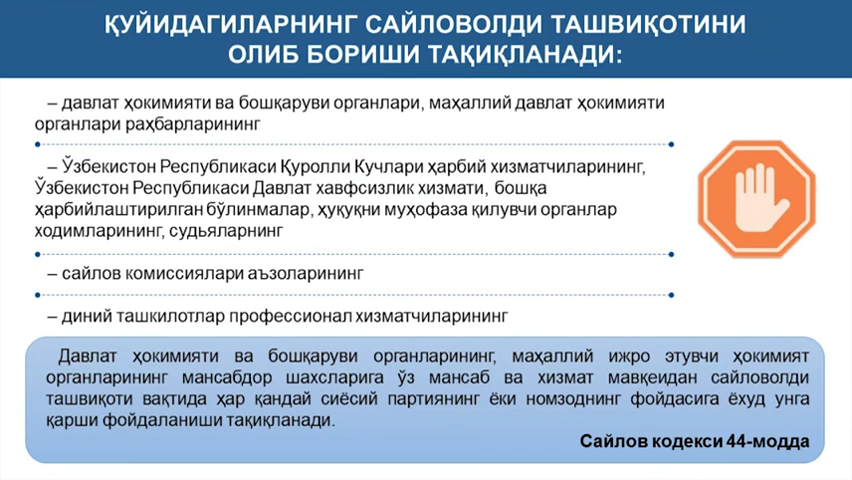 ҚУЙИДАГИЛАРНИНГ САЙЛОВОЛДИ ТАШВИҚОТИНИ
ОЛИБ БОРИШИ ТАҚИҚЛАНАДИ:
– давлат ҳокимияти ва бошқаруви органлари, маҳаллий давлат ҳокимияти
органлари раҳбарларининг
– Ўзбекистон Республикаси Қуролли Кучлари ҳарбий хизматчиларининг,
Ўзбекистон Республикаси Давлат хавфсизлик хизмати, бошқа
ҳарбийлаштирилган бўлинмалар, ҳуқуқни муҳофаза қилувчи органлар
ходимларининг, судьяларнинг
– сайлов комиссиялари аъзоларининг
– диний ташкилотлар профессионал хизматчиларининг
Давлат ҳокимияти ва бошқаруви органларининг, маҳаллий ижро этувчи ҳокимият
органларининг мансабдор шахсларига ўз мансаб ва хизмат мавқеидан сайловолди
ташвиқоти вақтида ҳар қандай сиёсий партиянинг ёки номзоднинг фойдасига ёхуд унга
қарши фойдаланиши тақиқланади.
Сайлов кодекси 44-модда